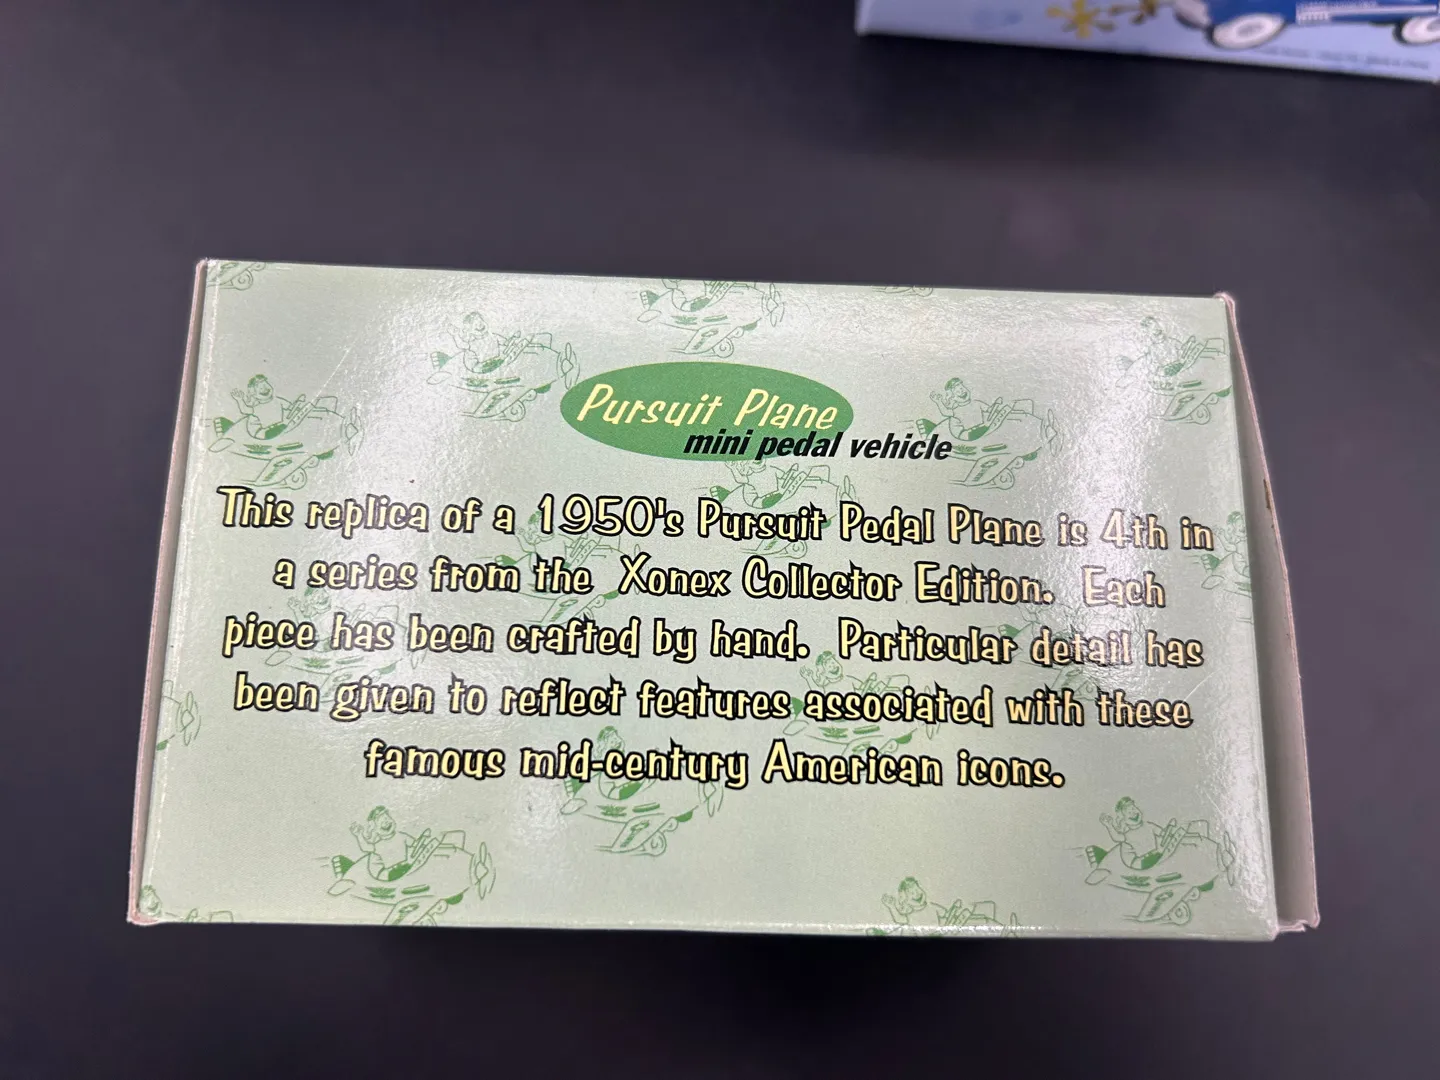 Pursuit Plane
mini pedal vehicle
This replica of a 1950's Pursuit Pedal Plane is 4th in
a series from the Xonex Collector Edition. Each
piece has been crafted by hand. Particular detail has
been given to reflect features associated with these
famous mid-century American icons.